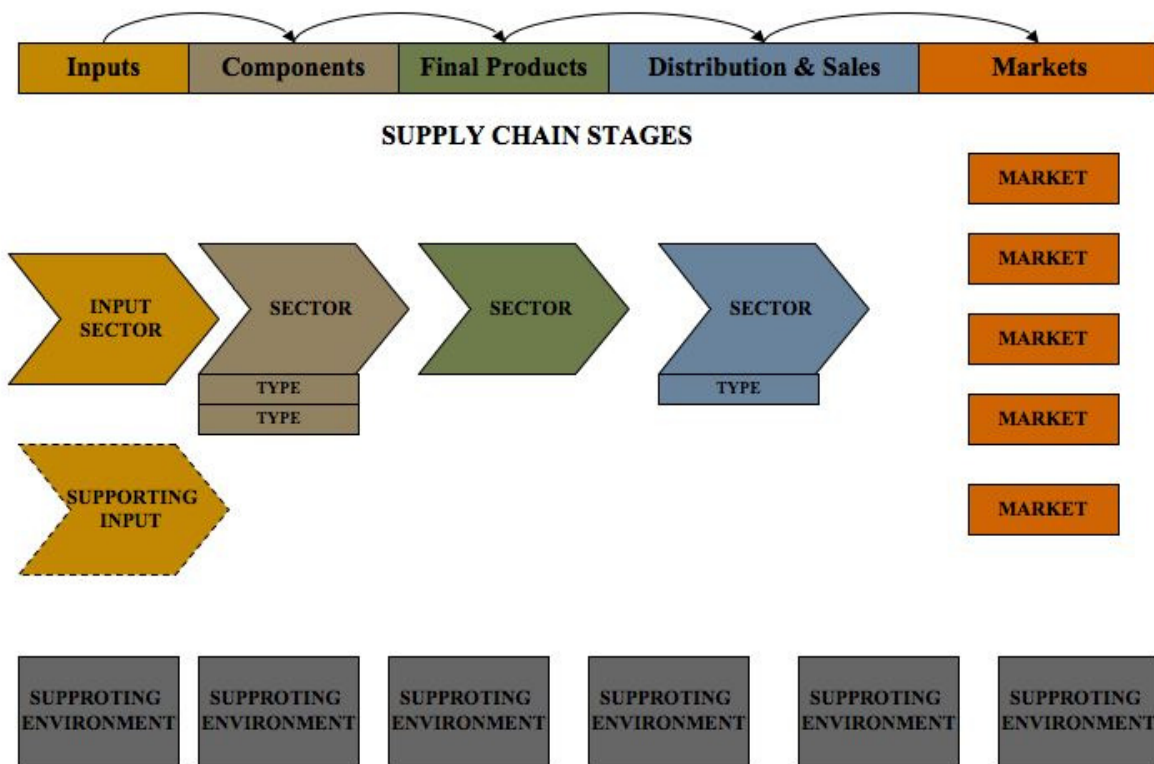 Inputs
Components
Final Products
Distribution & Sales
Markets
SUPPLY CHAIN STAGES
MARKET
MARKET
MARKET
MARKET
MARKET
INPUT
SECTOR
SECTOR
TYPE
TYPE
SECTOR
SECTOR
TYPE
SUPPORTING
INPUT
SUPPROTING
ENVIRONMENT
SUPPROTING
ENVIRONMENT
SUPPROTING
ENVIRONMENT
SUPPROTING
ENVIRONMENT
SUPPROTING
ENVIRONMENT
SUPPROTING
ENVIRONMENT